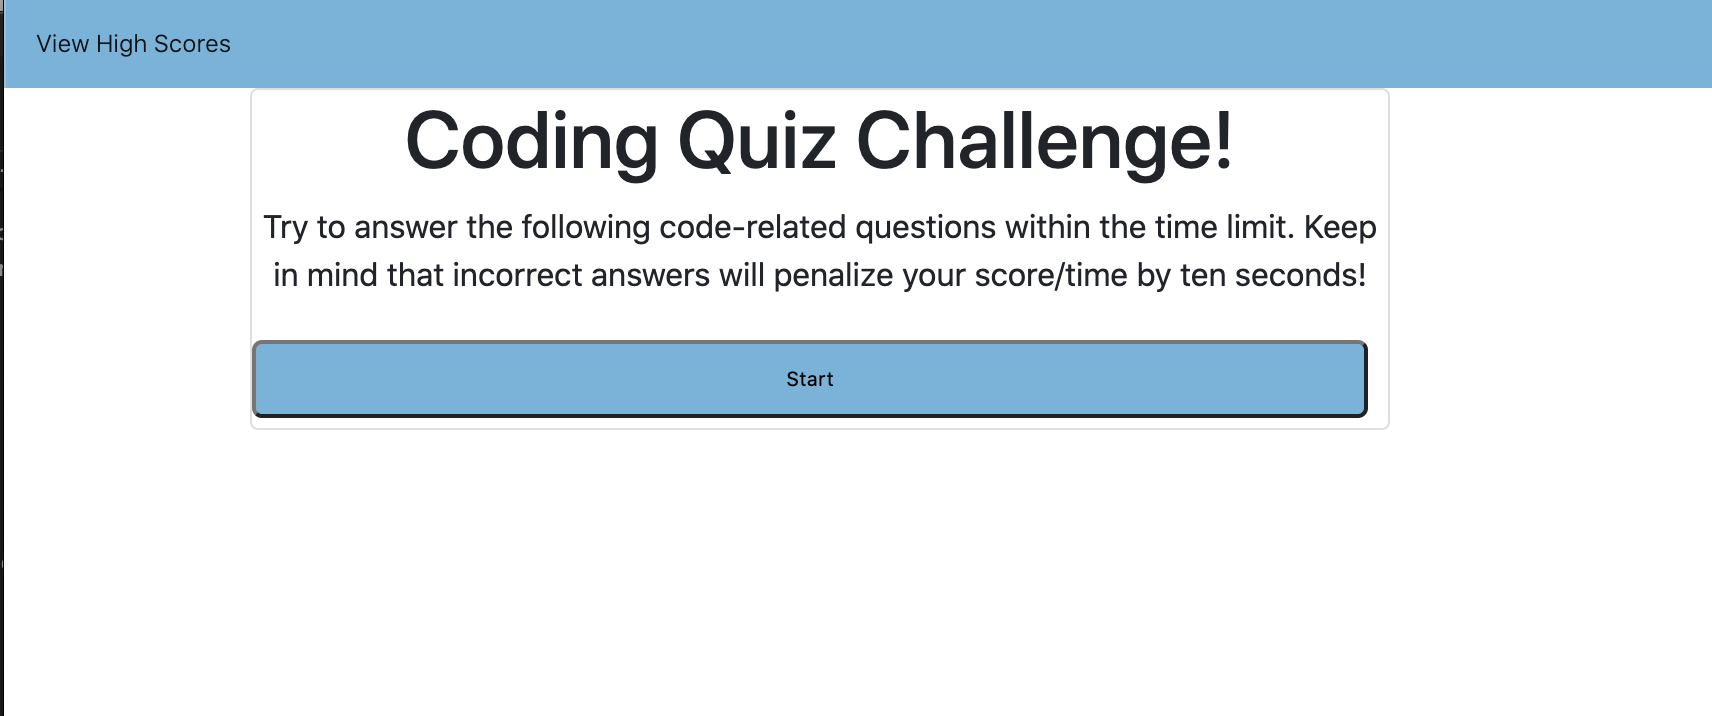 View High Scores
Coding Quiz Challenge!
Try to answer the following code-related questions within the time limit. Keep
in mind that incorrect answers will penalize your score/time by ten seconds!
Start